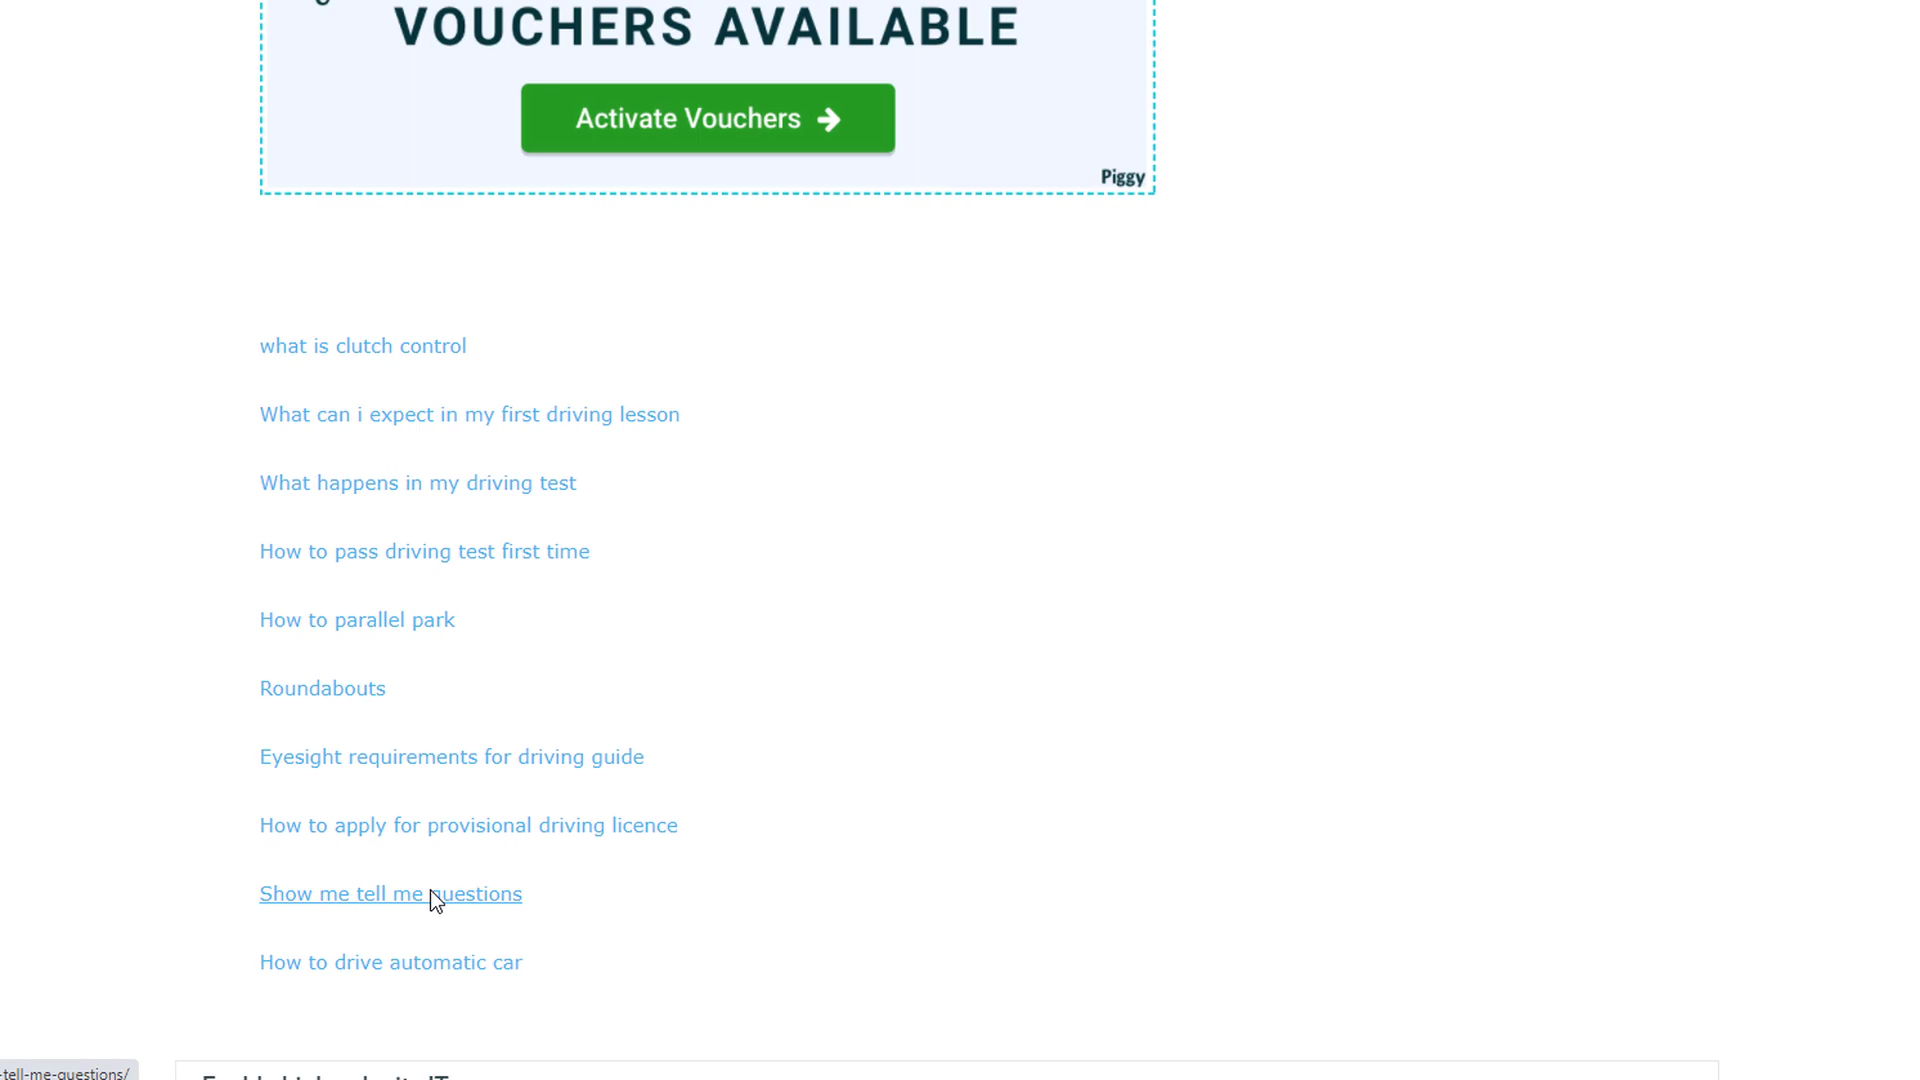 VOUCHERS AVAILABLE
Activate Vouchers
Piggy
what is clutch control
What can i expect in my first driving lesson
What happens in my driving test
How to pass driving test first time
How to parallel park
Roundabouts
Eyesight requirements for driving guide
How to apply for provisional driving licence
Show me tell me questions
How to drive automatic car
-tell-me-questions/